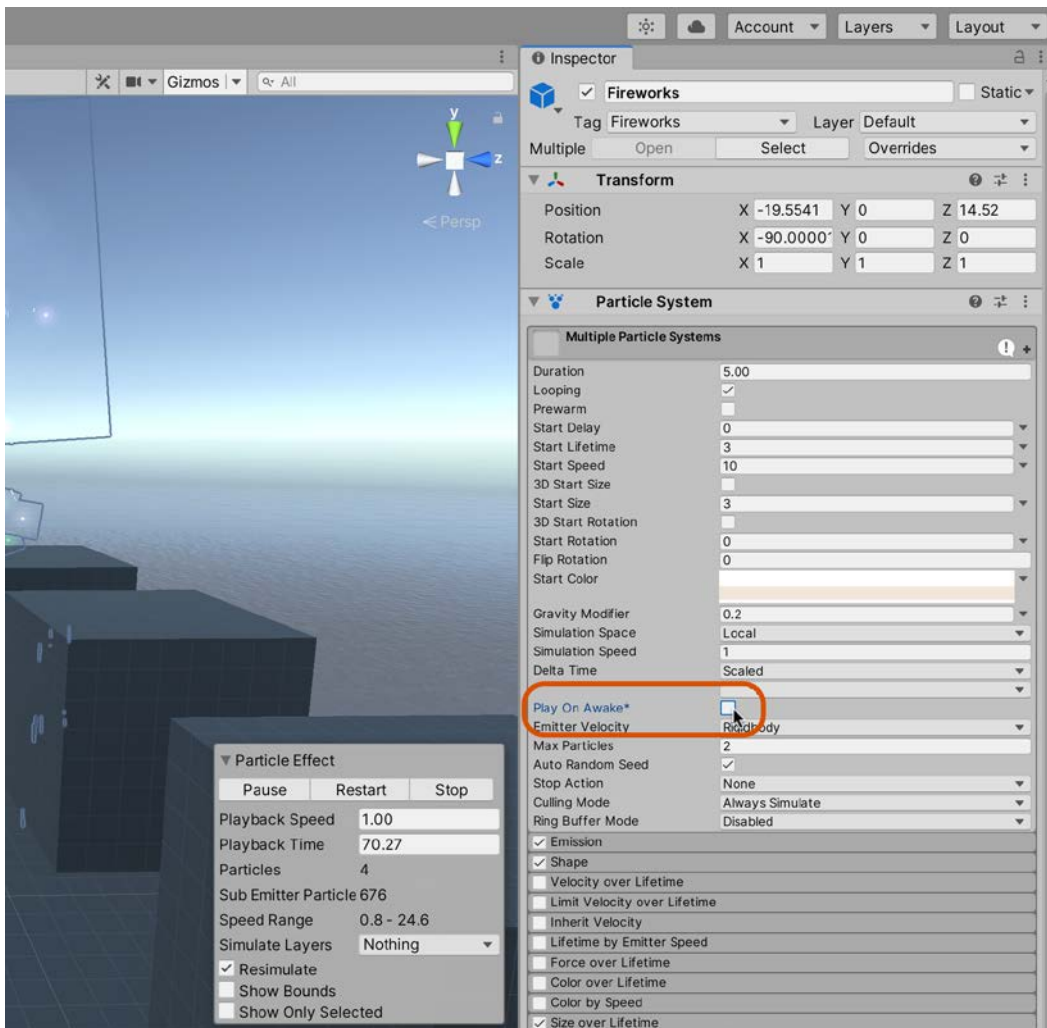 Account Layers Layout
Inspector
Gizmos All
Fireworks Static
Tag Fireworks Layer Default
Multiple Open Select Overrides
y
z
Persp
Transform
Position X -19.5541 Y 0 Z 14.52
Rotation X -90.00001 Y 0 Z 0
Scale X 1 Y 1 Z 1
Particle System
Multiple Particle Systems
Duration 5.00
Looping
Prewarm
Start Delay 0
Start Lifetime 3
Start Speed 10
3D Start Size
Start Size 3
3D Start Rotation
Start Rotation 0
Flip Rotation 0
Start Color
Gravity Modifier 0.2
Simulation Space Local
Simulation Speed 1
Delta Time Scaled
Play On Awake*
Emitter Velocity Rigidbody
Max Particles 2
Auto Random Seed
Stop Action None
Culling Mode Always Simulate
Ring Buffer Mode Disabled
Emission
Shape
Velocity over Lifetime
Limit Velocity over Lifetime
Inherit Velocity
Lifetime by Emitter Speed
Force over Lifetime
Color over Lifetime
Color by Speed
Size over Lifetime
Particle Effect
Pause Restart Stop
Playback Speed 1.00
Playback Time 70.27
Particles 4
Sub Emitter Particle 676
Speed Range 0.8 - 24.6
Simulate Layers Nothing
Resimulate
Show Bounds
Show Only Selected